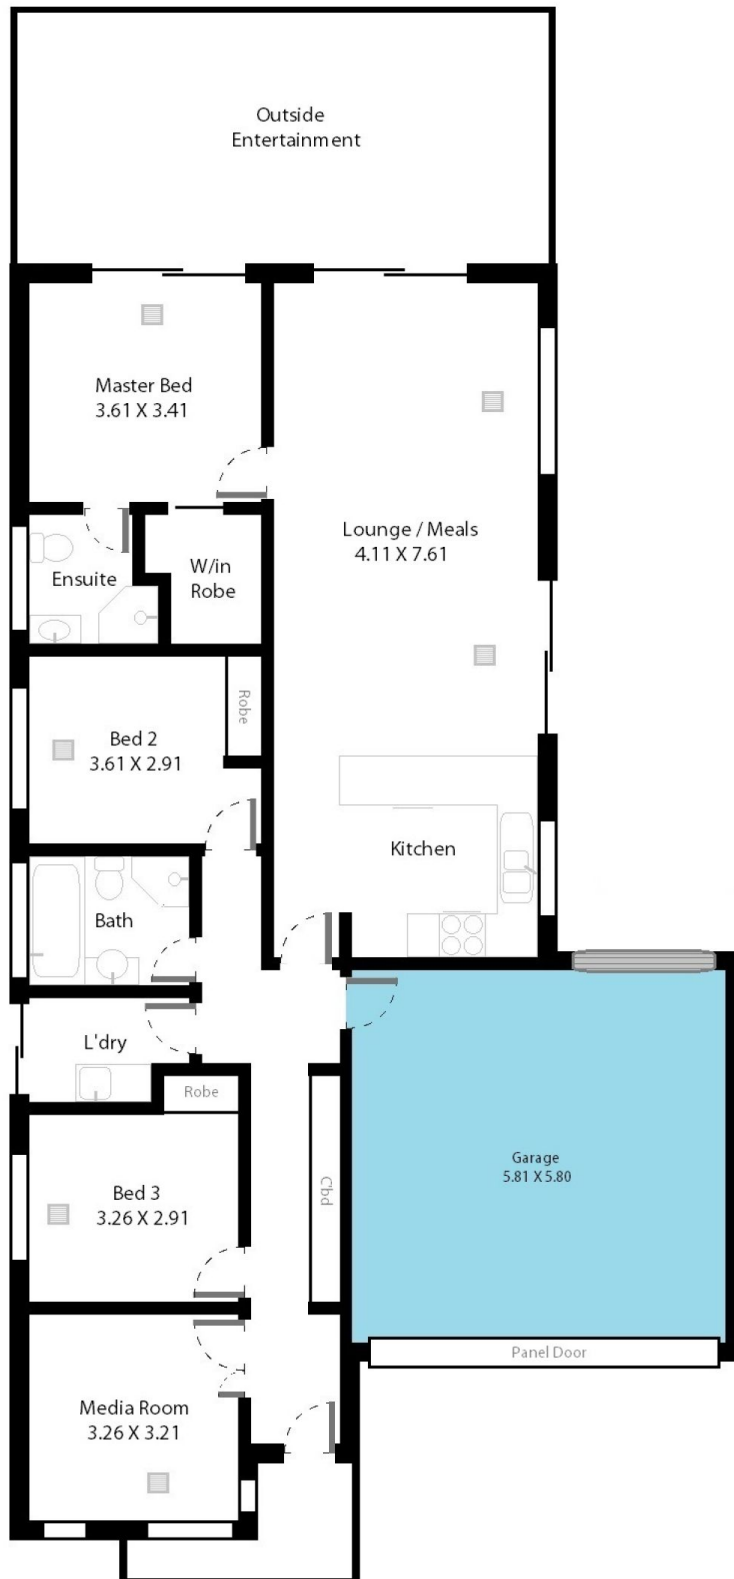 Outside
Entertainment
Master Bed
3.61 X 3.41
Lounge / Meals
4.11 X 7.61
Ensuite
W/in
Robe
Robe
Bed 2
3.61 X 2.91
Kitchen
Bath
L'dry
Robe
Garage
5.81 X 5.80
C'bd
Bed 3
3.26 X 2.91
Panel Door
Media Room
3.26 X 3.21